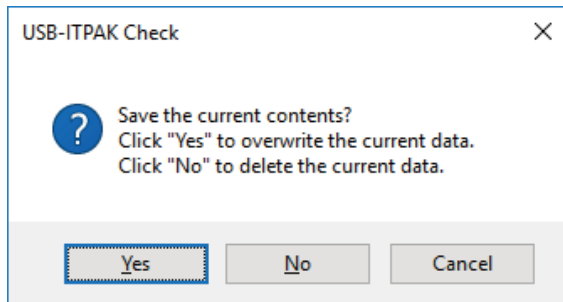 USB-ITPAK Check
Save the current contents?
Click "Yes" to overwrite the current data.
Click "No" to delete the current data.
Yes No Cancel